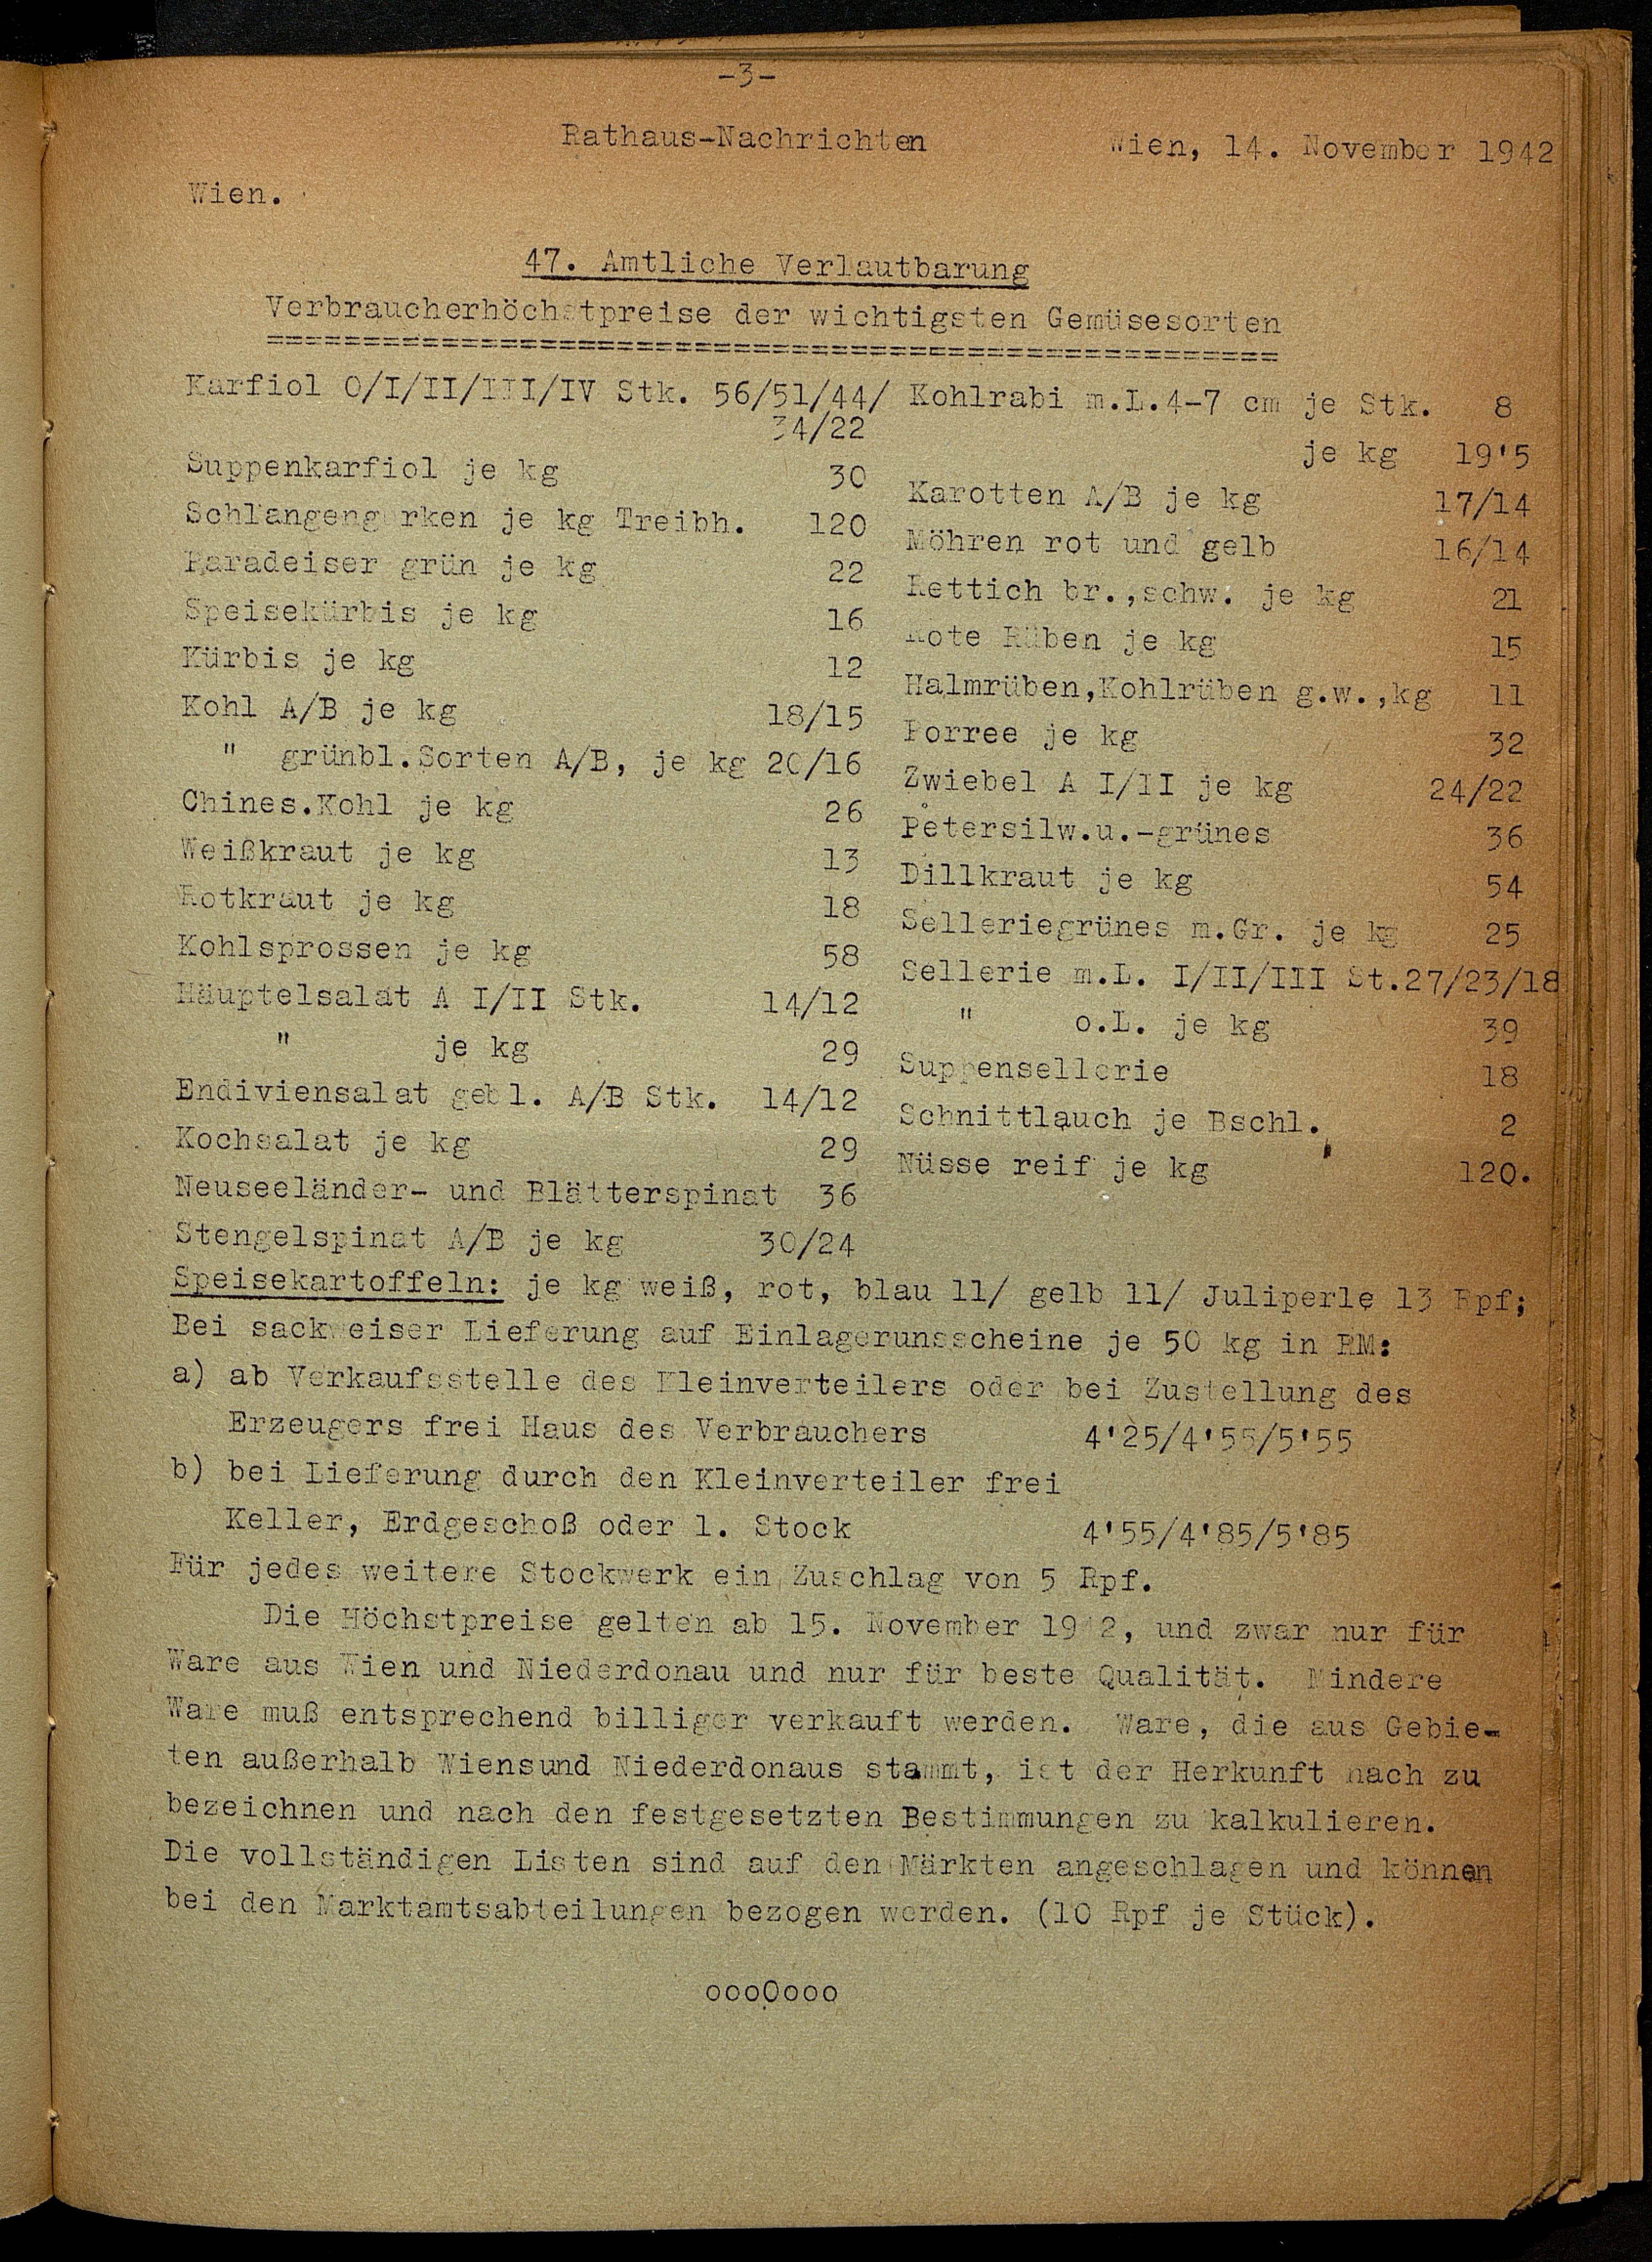 -3-
Rathaus-Nachrichten Wien, 14. November 1942
Wien.
47. Amtliche Verlautbarung
Verbraucherhöchstpreise der wichtigsten Gemüsesorten
====================================================
Karfiol O/I/II/III/IV Stk. 56/51/44/
34/22
Suppenkarfiol je kg 30
Schlangengurken je kg Treibh. 120
Paradeiser grün je kg 22
Speisekürbis je kg 16
Kürbis je kg 12
Kohl A/B je kg 18/15
" grünbl.Sorten A/B, je kg 20/16
Chines.Kohl je kg 26
Weißkraut je kg 13
Rotkraut je kg 18
Kohlsprossen je kg 58
Häuptelsalat A I/II Stk. 14/12
" je kg 29
Endiviensalat gebl. A/B Stk. 14/12
Kochsalat je kg 29
Neuseeländer- und Blätterspinat 36
Stengelspinat A/B je kg 30/24
Kohlrabi m.L.4-7 cm je Stk. 8
je kg 19'5
Karotten A/B je kg 17/14
Möhren rot und gelb 16/14
Rettich br.,schw. je kg 21
Rote Rüben je kg 15
Halmrüben,Kohlrüben g.w.,kg 11
Porree je kg 32
Zwiebel A I/II je kg 24/22
Petersilw.u.-grünes 36
Dillkraut je kg 54
Selleriegrünes m.Gr. je kg 25
Sellerie m.L. I/II/III St.27/23/18
" o.L. je kg 39
Suppensellerie 18
Schnittlauch je Bschl. 2
Nüsse reif je kg 120.
Speisekartoffeln: je kg weiß, rot, blau 11/ gelb 11/ Juliperle 13 Rpf;
Bei sackweiser Lieferung auf Einlagerunsscheine je 50 kg in RM:
a) ab Verkaufsstelle des Kleinverteilers oder bei Zustellung des
Erzeugers frei Haus des Verbrauchers 4'25/4'55/5'55
b) bei Lieferung durch den Kleinverteiler frei
Keller, Erdgeschoß oder 1. Stock 4'55/4'85/5'85
Für jedes weitere Stockwerk ein Zuschlag von 5 Rpf.
Die Höchstpreise gelten ab 15. November 1942, und zwar nur für
Ware aus Wien und Niederdonau und nur für beste Qualität. Mindere
Ware muß entsprechend billiger verkauft werden. Ware, die aus Gebie-
ten außerhalb Wiensund Niederdonaus stammt, ist der Herkunft nach zu
bezeichnen und nach den festgesetzten Bestimmungen zu kalkulieren.
Die vollständigen Listen sind auf den Märkten angeschlagen und können
bei den Marktamtsabteilungen bezogen werden. (10 Rpf je Stück).
oooOooo